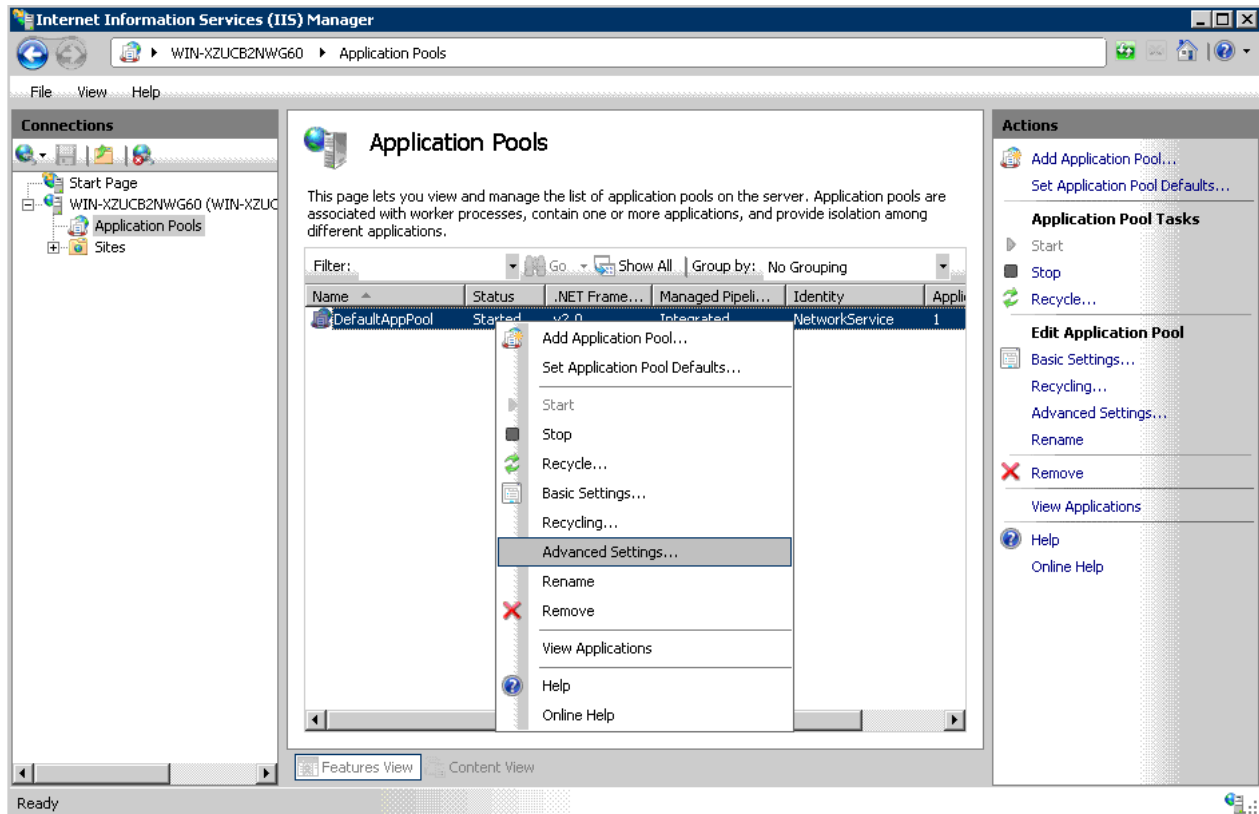 Internet Information Services (IIS) Manager
WIN-XZUCB2NWG60 Application Pools
File View Help
Connections
Start Page
WIN-XZUCB2NWG60 (WIN-XZUC
Application Pools
Sites
Application Pools
This page lets you view and manage the list of application pools on the server. Application pools are
associated with worker processes, contain one or more applications, and provide isolation among
different applications.
Filter: Go Show All Group by: No Grouping
Name Status .NET Frame... Managed Pipeli... Identity Applic
DefaultAppPool Started v2.0 Integrated NetworkService 1
Add Application Pool...
Set Application Pool Defaults...
Start
Stop
Recycle...
Basic Settings...
Recycling...
Advanced Settings...
Rename
Remove
View Applications
Help
Online Help
Features View Content View
Actions
Add Application Pool...
Set Application Pool Defaults...
Application Pool Tasks
Start
Stop
Recycle...
Edit Application Pool
Basic Settings...
Recycling...
Advanced Settings...
Rename
Remove
View Applications
Help
Online Help
Ready